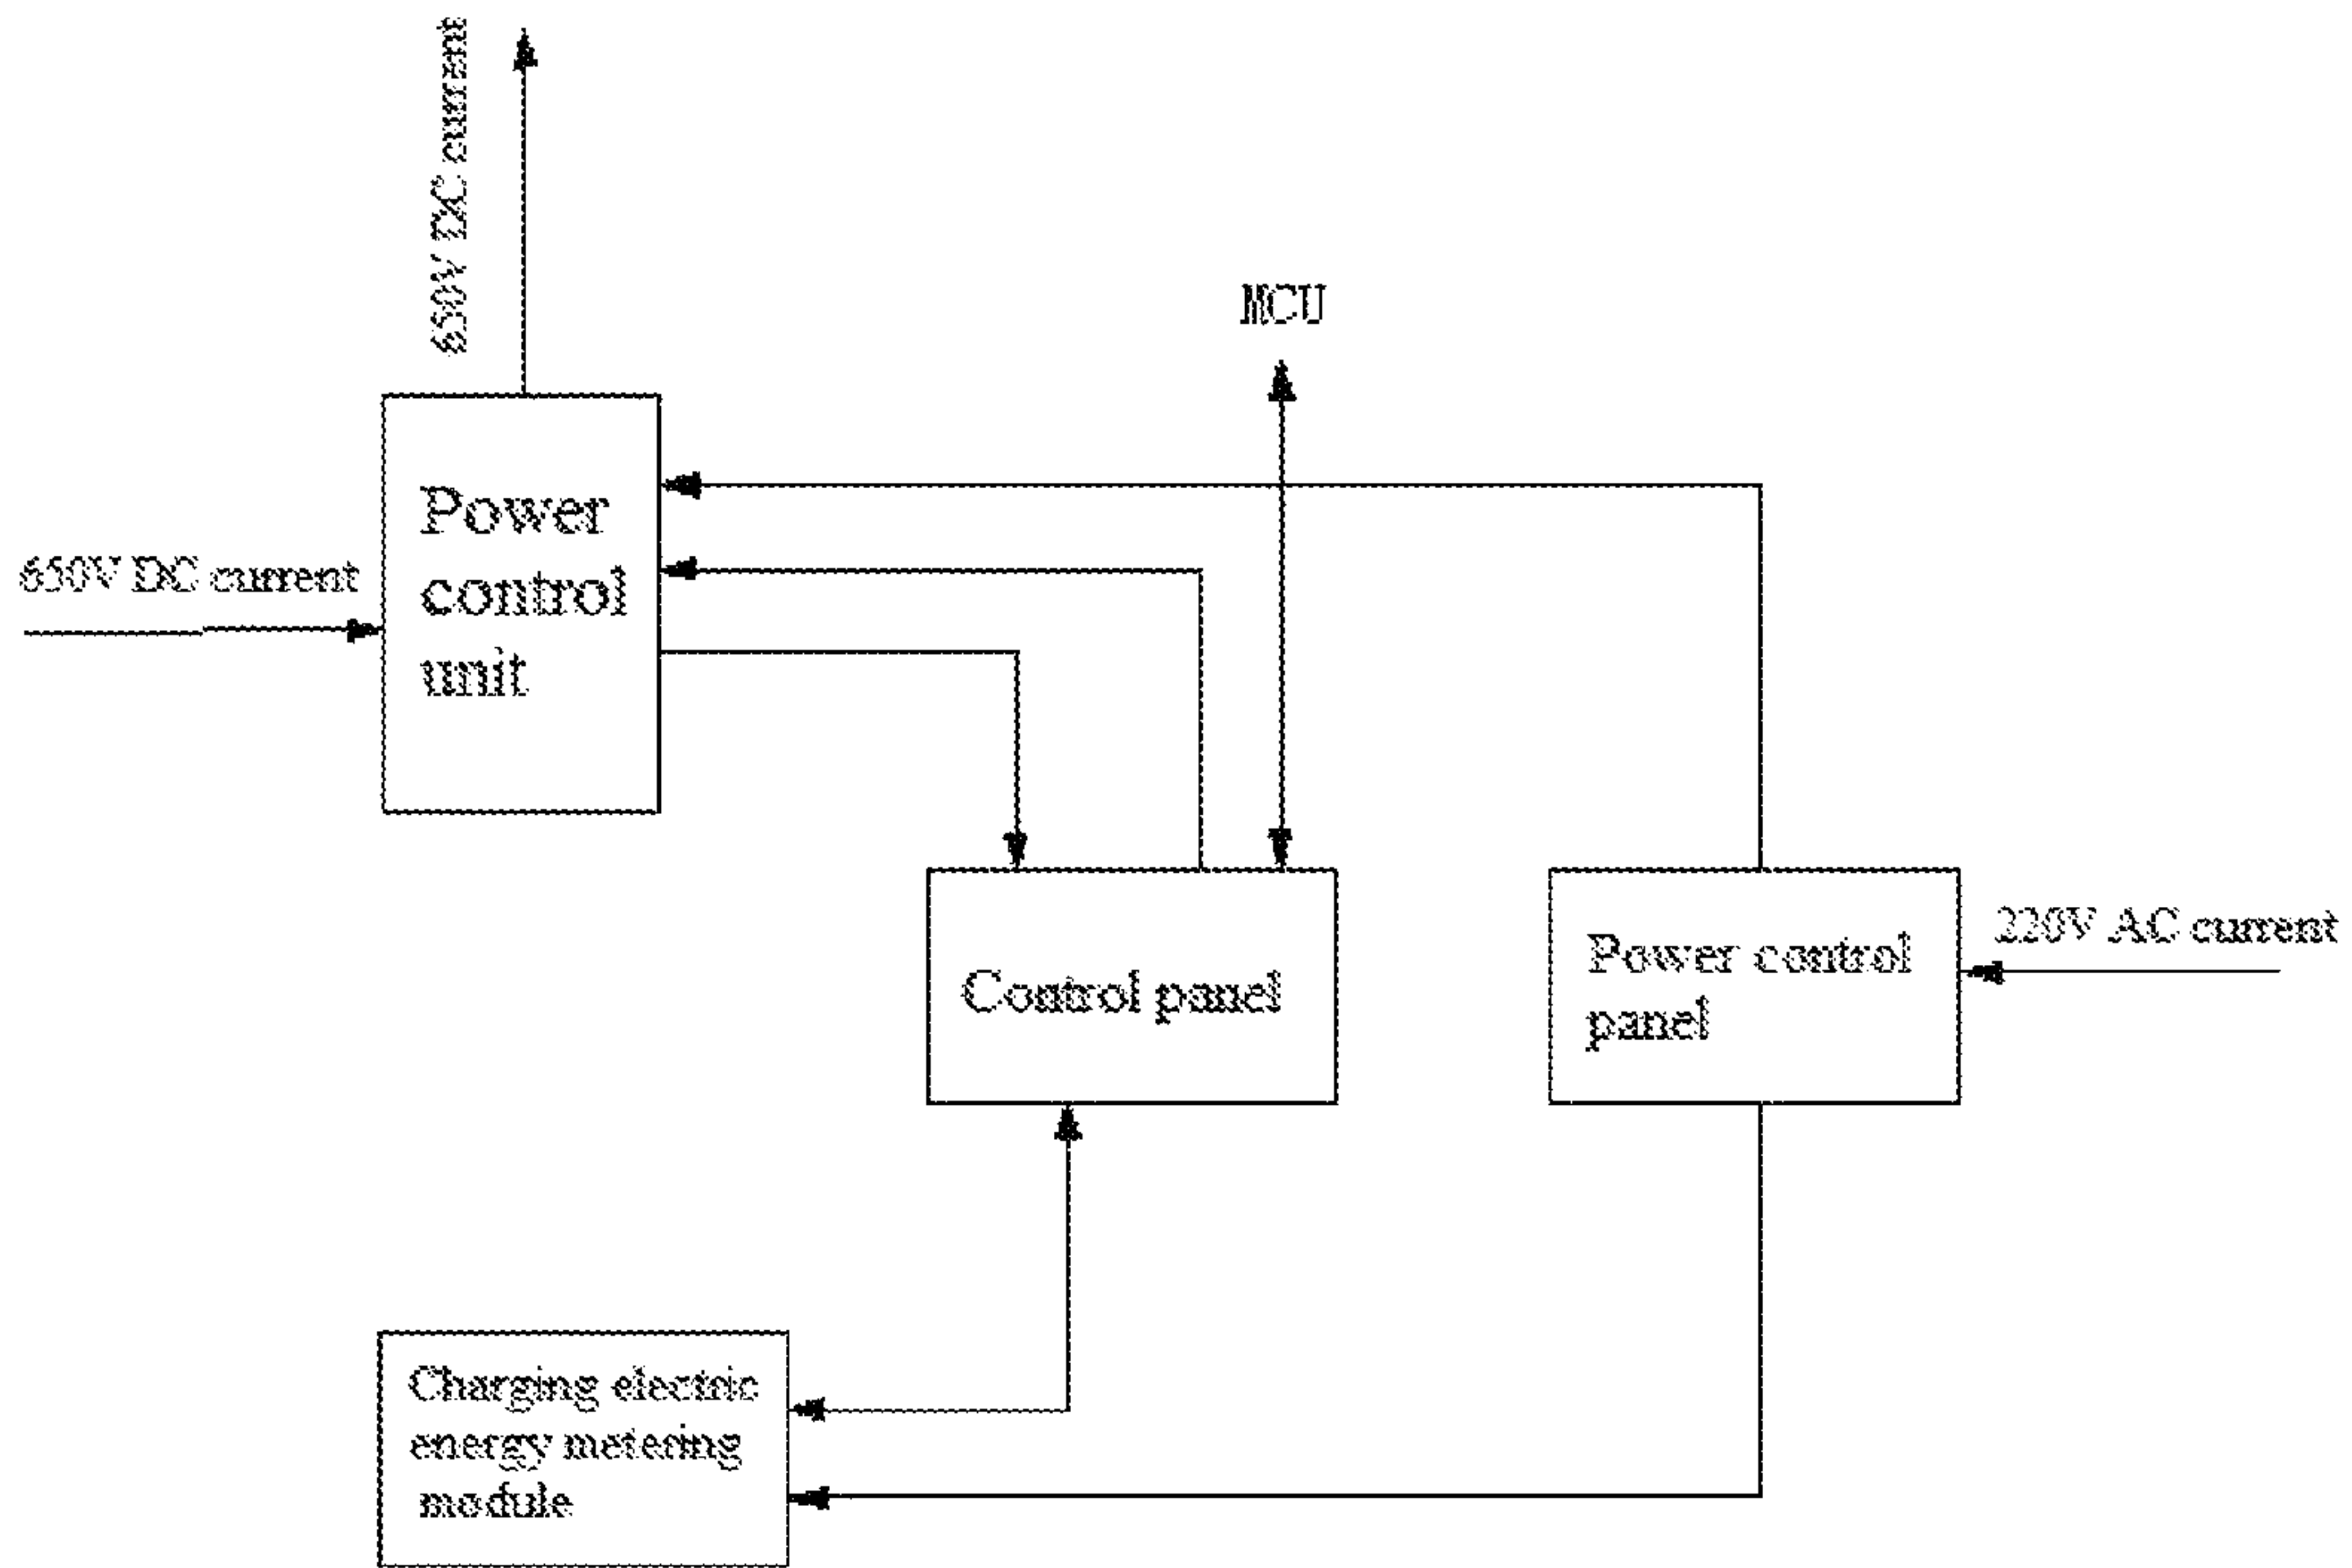 650V DC current
MCU
Power
control
unit
650V DC current
220V AC current
Control panel
Power control
panel
Charging electric
energy metering
module